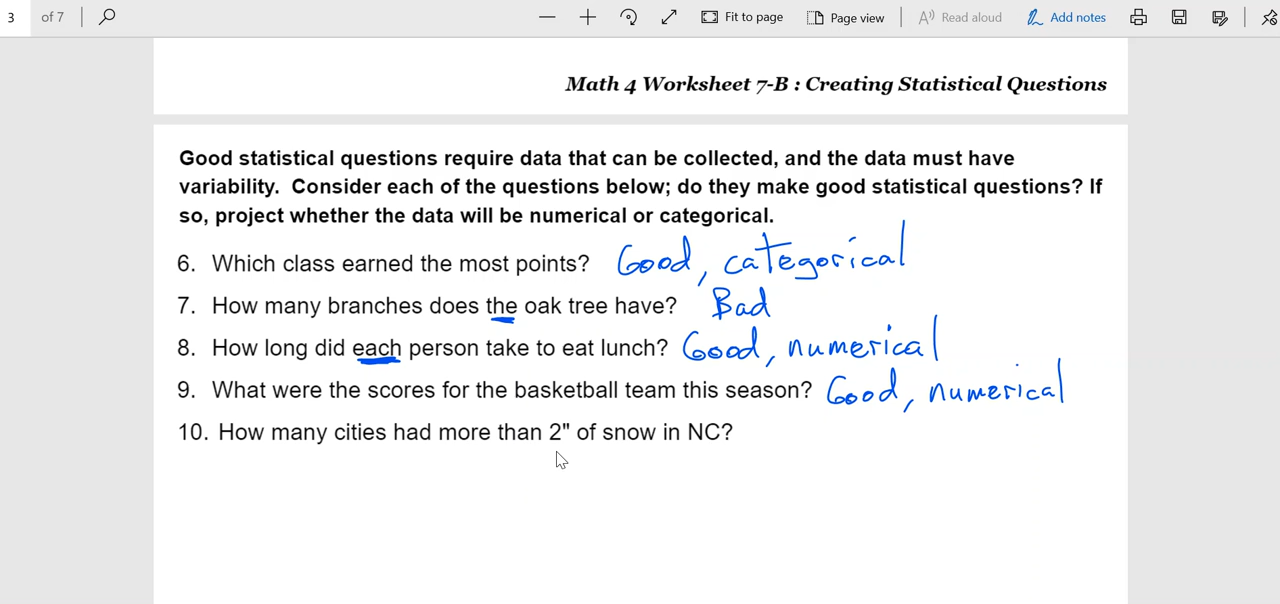 3 of 7 Fit to page Page view Read aloud Add notes
Math 4 Worksheet 7-B : Creating Statistical Questions
Good statistical questions require data that can be collected, and the data must have
variability. Consider each of the questions below; do they make good statistical questions? If
so, project whether the data will be numerical or categorical.
6. Which class earned the most points? Good, categorical
7. How many branches does the oak tree have? Bad
8. How long did each person take to eat lunch? Good, numerical
9. What were the scores for the basketball team this season? Good, numerical
10. How many cities had more than 2" of snow in NC?